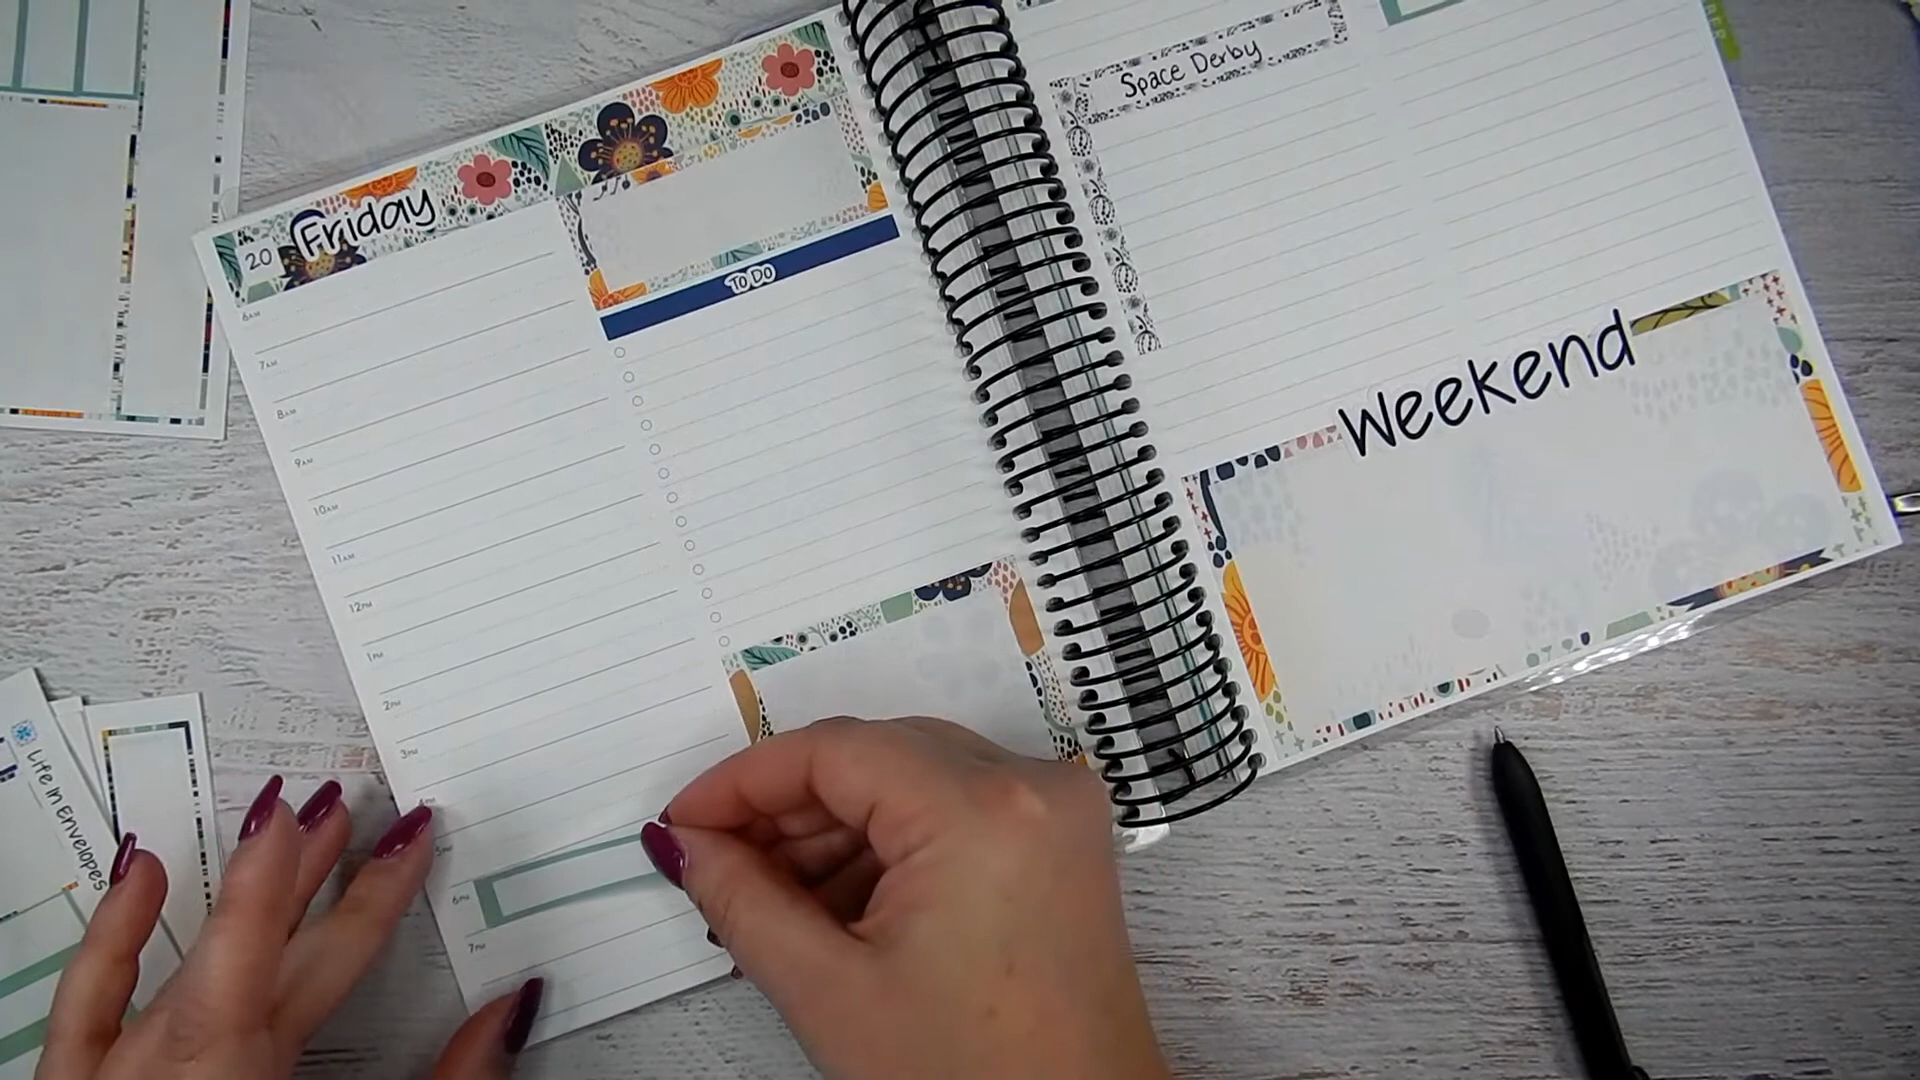 20 Friday
TO DO
6AM
7AM
8AM
9AM
10AM
11AM
12PM
1PM
2PM
3PM
4PM
5PM
6PM
7PM
Space Derby
Weekend
Life in Envelopes